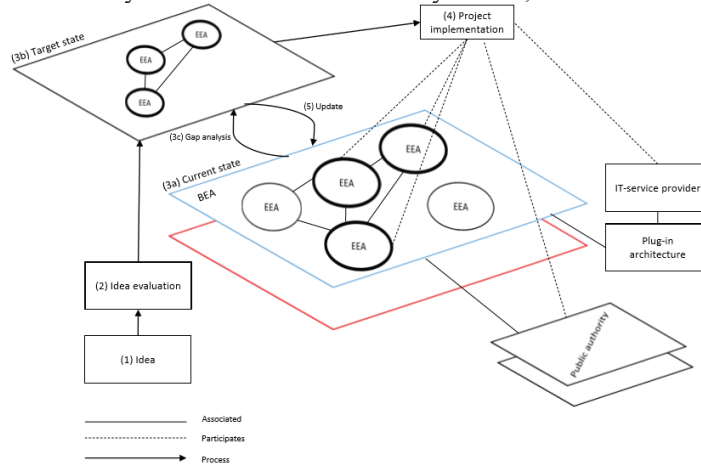 (4) Project
implementation
(3b) Target state
EEA
EEA
EEA
(5) Update
(3c) Gap analysis
(3a) Current state
BEA
EEA
EEA
EEA
EEA
EEA
IT-service provider
Plug-in
architecture
(2) Idea evaluation
(1) Idea
Public authority
Associated
Participates
Process